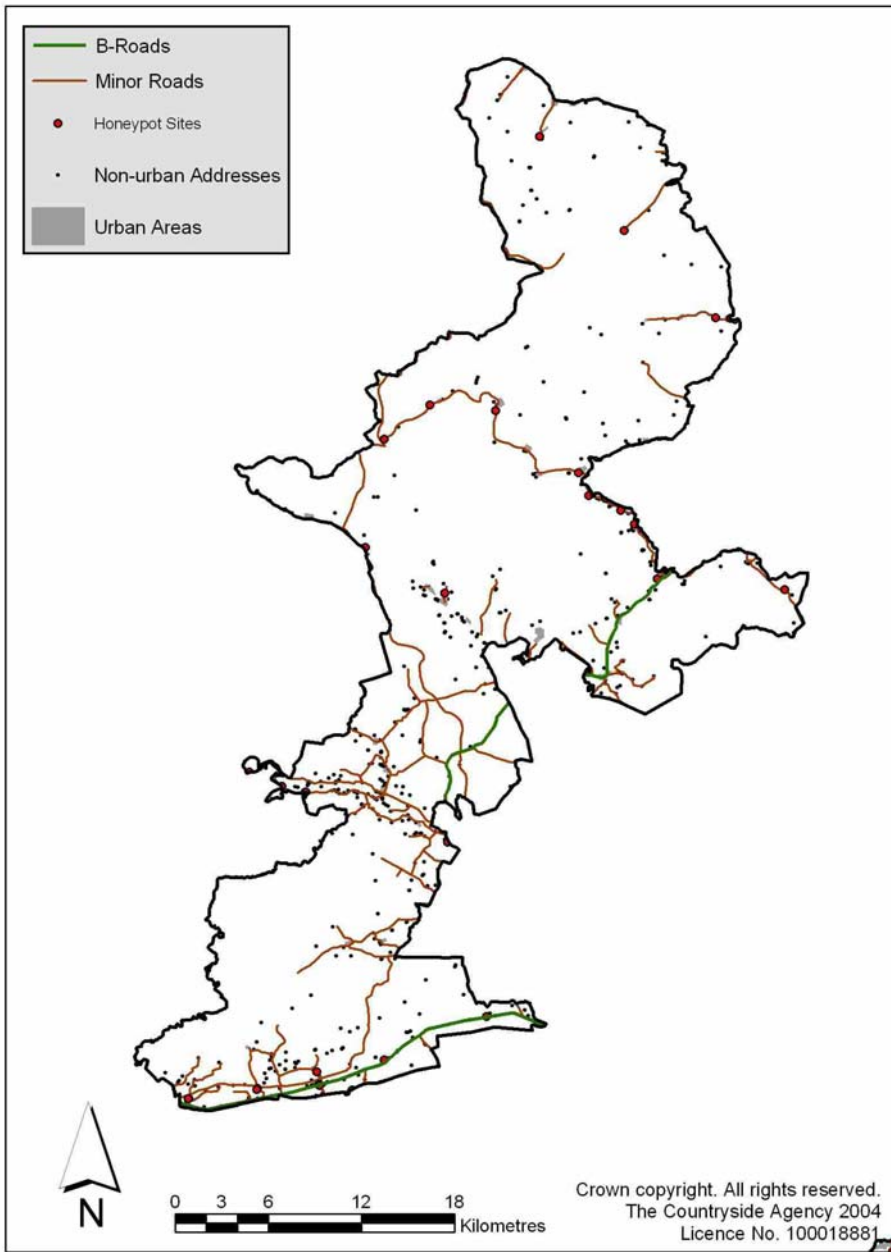 B-Roads
Minor Roads
Honeypot Sites
Non-urban Addresses
Urban Areas
N
0 3 6 12 18
Kilometres
Crown copyright. All rights reserved.
The Countryside Agency 2004
Licence No. 100018881